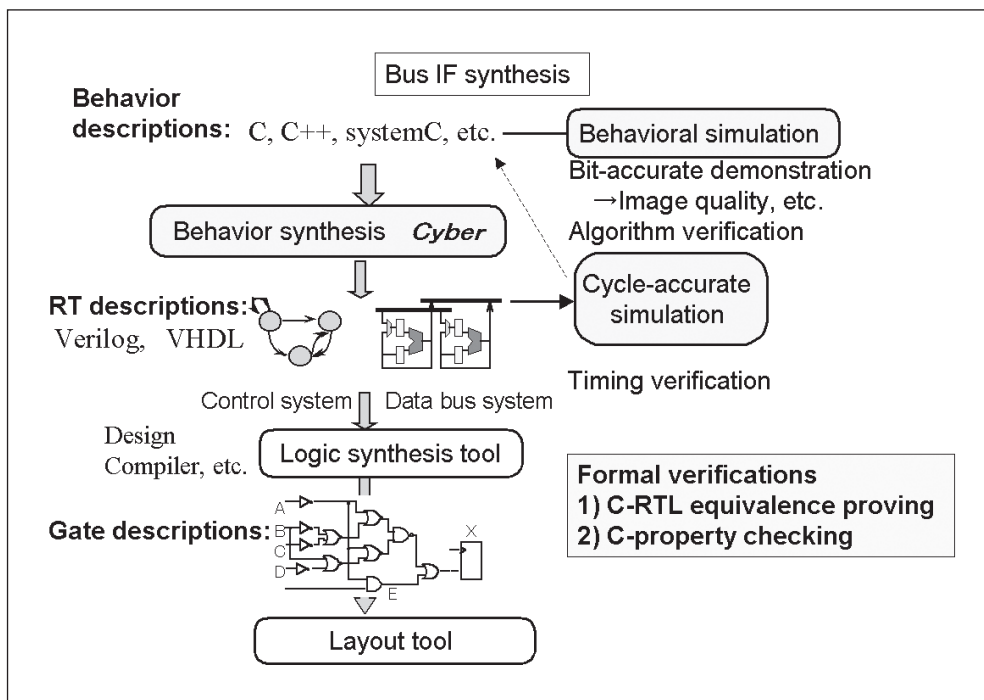 Bus IF synthesis
Behavior
descriptions: C, C++, systemC, etc.
Behavioral simulation
Bit-accurate demonstration
→Image quality, etc.
Algorithm verification
Behavior synthesis Cyber
Cycle-accurate
simulation
RT descriptions:
Verilog, VHDL
Timing verification
Control system
Data bus system
Design
Compiler, etc.
Logic synthesis tool
Formal verifications
1) C-RTL equivalence proving
2) C-property checking
Gate descriptions:
A
B
C
D
E
X
Layout tool